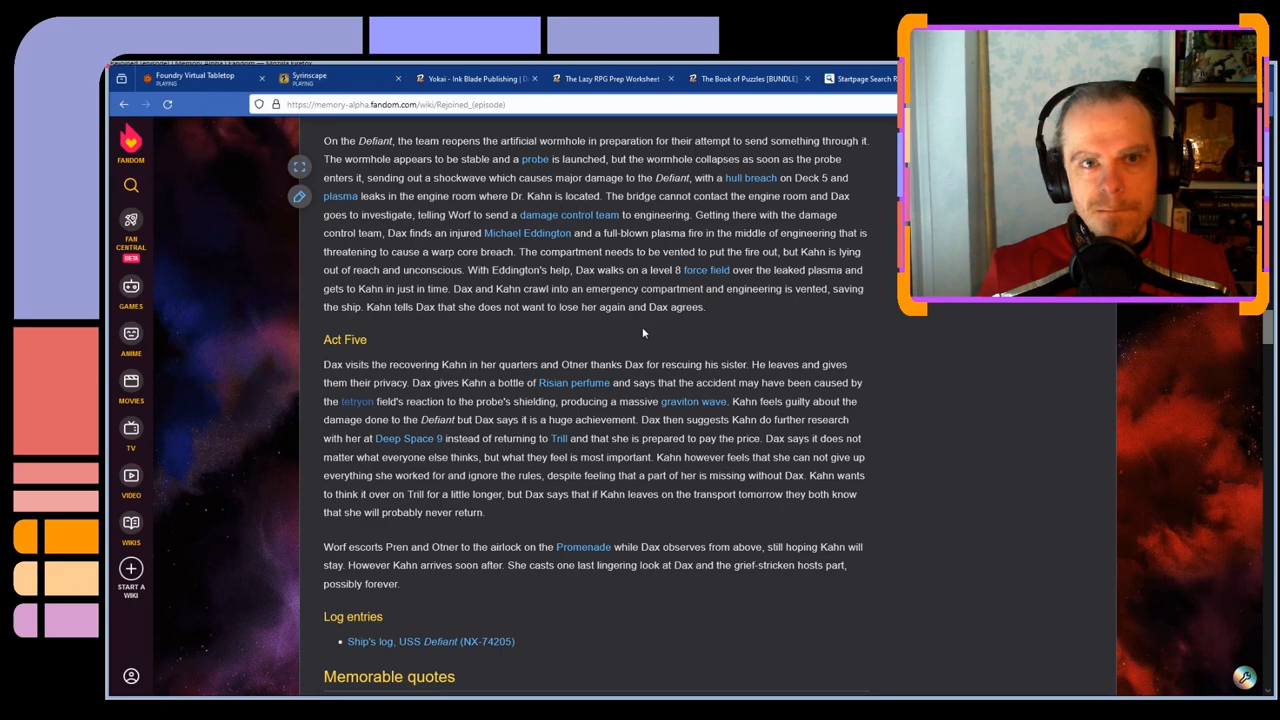 Rejoined (episode) | Memory Alpha | Fandom — Mozilla Firefox
Foundry Virtual Tabletop
PLAYING
Syrinscape
PLAYING
Yokai - Ink Blade Publishing | D
The Lazy RPG Prep Worksheet
The Book of Puzzles [BUNDLE]
Startpage Search R
https://memory-alpha.fandom.com/wiki/Rejoined_(episode)
FANDOM
FAN
CENTRAL
BETA
GAMES
ANIME
MOVIES
TV
VIDEO
WIKIS
START A
WIKI
On the Defiant, the team reopens the artificial wormhole in preparation for their attempt to send something through it.
The wormhole appears to be stable and a probe is launched, but the wormhole collapses as soon as the probe
enters it, sending out a shockwave which causes major damage to the Defiant, with a hull breach on Deck 5 and
plasma leaks in the engine room where Dr. Kahn is located. The bridge cannot contact the engine room and Dax
goes to investigate, telling Worf to send a damage control team to engineering. Getting there with the damage
control team, Dax finds an injured Michael Eddington and a full-blown plasma fire in the middle of engineering that is
threatening to cause a warp core breach. The compartment needs to be vented to put the fire out, but Kahn is lying
out of reach and unconscious. With Eddington's help, Dax walks on a level 8 force field over the leaked plasma and
gets to Kahn in just in time. Dax and Kahn crawl into an emergency compartment and engineering is vented, saving
the ship. Kahn tells Dax that she does not want to lose her again and Dax agrees.
Act Five
Dax visits the recovering Kahn in her quarters and Otner thanks Dax for rescuing his sister. He leaves and gives
them their privacy. Dax gives Kahn a bottle of Risian perfume and says that the accident may have been caused by
the tetryon field's reaction to the probe's shielding, producing a massive graviton wave. Kahn feels guilty about the
damage done to the Defiant but Dax says it is a huge achievement. Dax then suggests Kahn do further research
with her at Deep Space 9 instead of returning to Trill and that she is prepared to pay the price. Dax says it does not
matter what everyone else thinks, but what they feel is most important. Kahn however feels that she can not give up
everything she worked for and ignore the rules, despite feeling that a part of her is missing without Dax. Kahn wants
to think it over on Trill for a little longer, but Dax says that if Kahn leaves on the transport tomorrow they both know
that she will probably never return.
Worf escorts Pren and Otner to the airlock on the Promenade while Dax observes from above, still hoping Kahn will
stay. However Kahn arrives soon after. She casts one last lingering look at Dax and the grief-stricken hosts part,
possibly forever.
Log entries
Ship's log, USS Defiant (NX-74205)
Memorable quotes